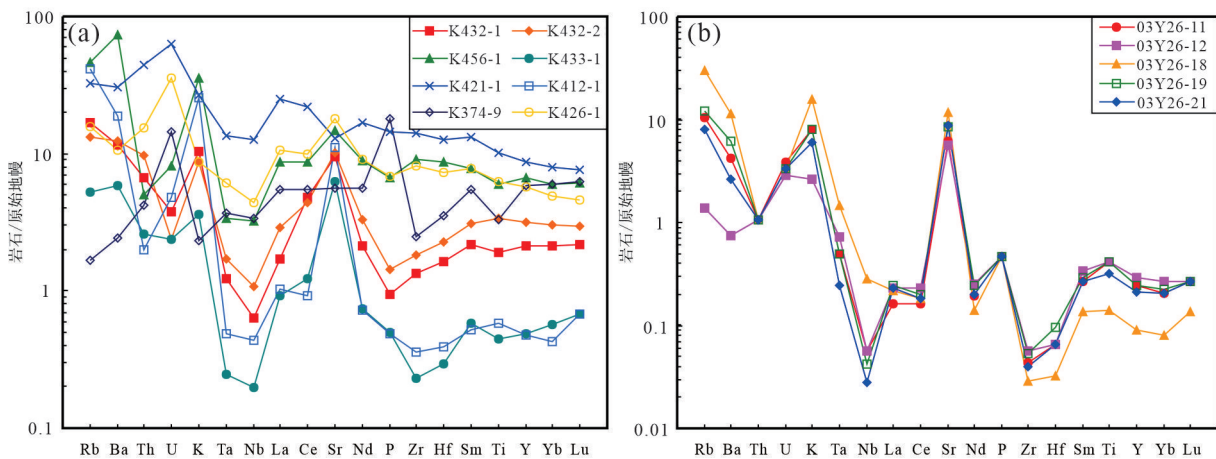 (a)
岩石/原始地幔
100
10
1
0.1
K432-1 K432-2
K456-1 K433-1
K421-1 K412-1
K374-9 K426-1
Rb Ba Th U K Ta Nb La Ce Sr Nd P Zr Hf Sm Ti Y Yb Lu
(b)
岩石/原始地幔
100
10
1
0.1
0.01
03Y26-11
03Y26-12
03Y26-18
03Y26-19
03Y26-21
Rb Ba Th U K Ta Nb La Ce Sr Nd P Zr Hf Sm Ti Y Yb Lu